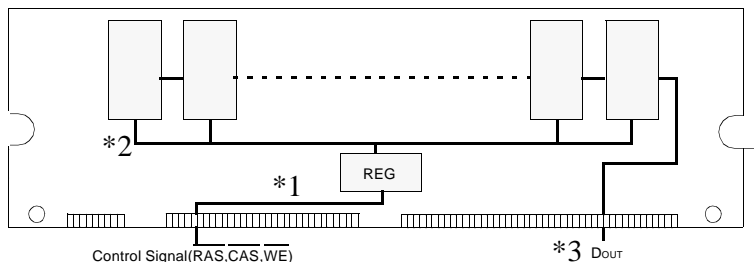 *2
REG
*1
Control Signal(RAS,CAS,WE)
*3 DOUT